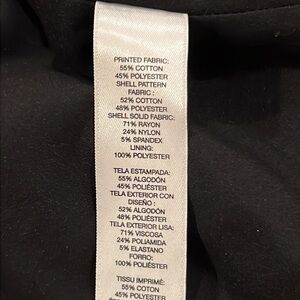 PRINTED FABRIC:
55% COTTON
45% POLYESTER
SHELL PATTERN
FABRIC :
52% COTTON
48% POLYESTER
SHELL SOLID FABRIC:
71% RAYON
24% NYLON
5% SPANDEX
LINING:
100% POLYESTER
TELA ESTAMPADA:
55% ALGODÓN
45% POLIÉSTER
TELA EXTERIOR CON
DISEÑO :
52% ALGODÓN
48% POLIÉSTER
TELA EXTERIOR LISA:
71% VISCOSA
24% POLIAMIDA
5% ELASTANO
FORRO:
100% POLIÉSTER
TISSU IMPRIMÉ:
55% COTON
45% POLYESTER